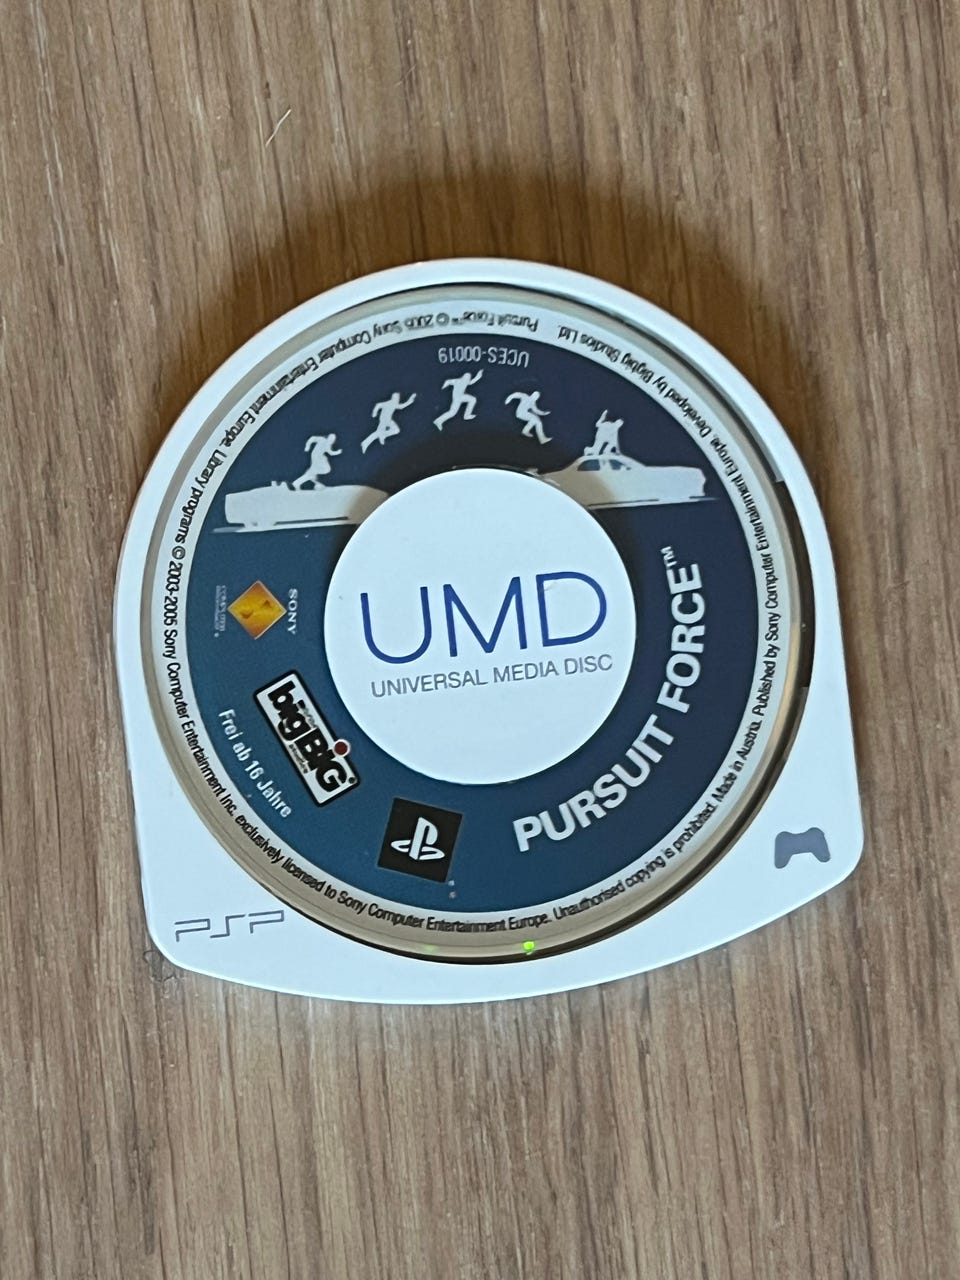 UMD
UNIVERSAL MEDIA DISC
PURSUIT FORCE™
UCES-00019
SONY
bigBIG
Frei ab 16 Jahre
PSP
Pursuit Force™ © 2005 Sony Computer Entertainment Europe. Library programs © 2003-2005 Sony Computer Entertainment Inc. exclusively licensed to Sony Computer Entertainment Europe. Unauthorised copying is prohibited. Made in Austria. Published by Sony Computer Entertainment Europe. Developed by Bigbig Studios Ltd.